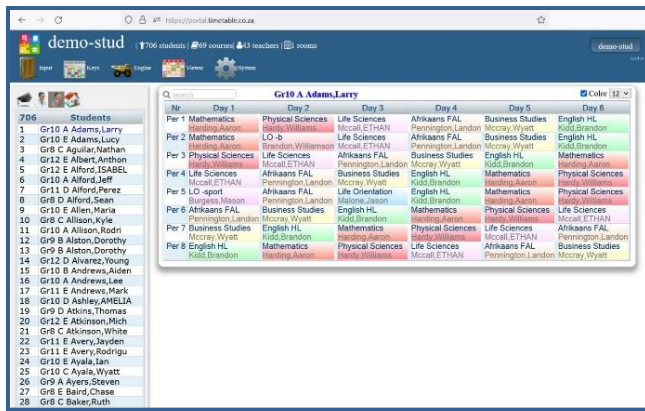 https://portal.timetable.co.za
demo-stud
706 students | 69 courses | 43 teachers | 1 rooms
demo-stud
Input Keys Engine Viewer System
search Gr10 A Adams,Larry Color 12
706 Students
1 Gr10 A Adams,Larry
2 Gr10 E Adams,Lucy
3 Gr8 C Aguilar,Nathan
4 Gr12 E Albert,Anthon
5 Gr12 E Alford,ISABEL
6 Gr10 A Alford,Jeff
7 Gr11 D Alford,Perez
8 Gr8 D Alford,Sean
9 Gr10 E Allen,Maria
10 Gr8 C Allison,Kyle
11 Gr10 A Allison,Rodri
12 Gr9 B Alston,Dorothy
13 Gr9 B Alston,Dorothy
14 Gr12 D Alvarez,Young
15 Gr10 B Andrews,Aiden
16 Gr10 A Andrews,Lee
17 Gr11 E Andrews,Mark
18 Gr10 D Ashley,AMELIA
19 Gr9 D Atkins,Thomas
20 Gr12 E Atkinson,Mich
21 Gr8 C Atkinson,White
22 Gr11 E Avery,Jayden
23 Gr11 E Avery,Rodrigu
24 Gr10 E Ayala,Ian
25 Gr10 C Ayala,Wyatt
26 Gr9 A Ayers,Steven
27 Gr8 E Baird,Chase
28 Gr8 C Baker,Ruth
Nr Day 1 Day 2 Day 3 Day 4 Day 5 Day 6
Per 1 Mathematics Physical Sciences Life Sciences Afrikaans FAL Business Studies English HL
Harding,Aaron Hardy,Williams Mccall,ETHAN Pennington,Landon Mccray,Wyatt Kidd,Brandon
Per 2 Mathematics LO -b Life Sciences Afrikaans FAL Business Studies English HL
Harding,Aaron Brandon,Williamson Mccall,ETHAN Pennington,Landon Mccray,Wyatt Kidd,Brandon
Per 3 Physical Sciences Life Sciences Afrikaans FAL Business Studies English HL Mathematics
Hardy,Williams Mccall,ETHAN Pennington,Landon Mccray,Wyatt Kidd,Brandon Harding,Aaron
Per 4 Life Sciences Afrikaans FAL Business Studies English HL Mathematics Physical Sciences
Mccall,ETHAN Pennington,Landon Mccray,Wyatt Kidd,Brandon Harding,Aaron Hardy,Williams
Per 5 LO -sport Afrikaans FAL Life Orientation English HL Mathematics Physical Sciences
Burgess,Mason Pennington,Landon Malone,Jason Kidd,Brandon Harding,Aaron Hardy,Williams
Per 6 Afrikaans FAL Business Studies English HL Mathematics Physical Sciences Life Sciences
Pennington,Landon Mccray,Wyatt Kidd,Brandon Harding,Aaron Hardy,Williams Mccall,ETHAN
Per 7 Business Studies English HL Mathematics Physical Sciences Life Sciences Afrikaans FAL
Mccray,Wyatt Kidd,Brandon Harding,Aaron Hardy,Williams Mccall,ETHAN Pennington,Landon
Per 8 English HL Mathematics Physical Sciences Life Sciences Afrikaans FAL Business Studies
Kidd,Brandon Harding,Aaron Hardy,Williams Mccall,ETHAN Pennington,Landon Mccray,Wyatt